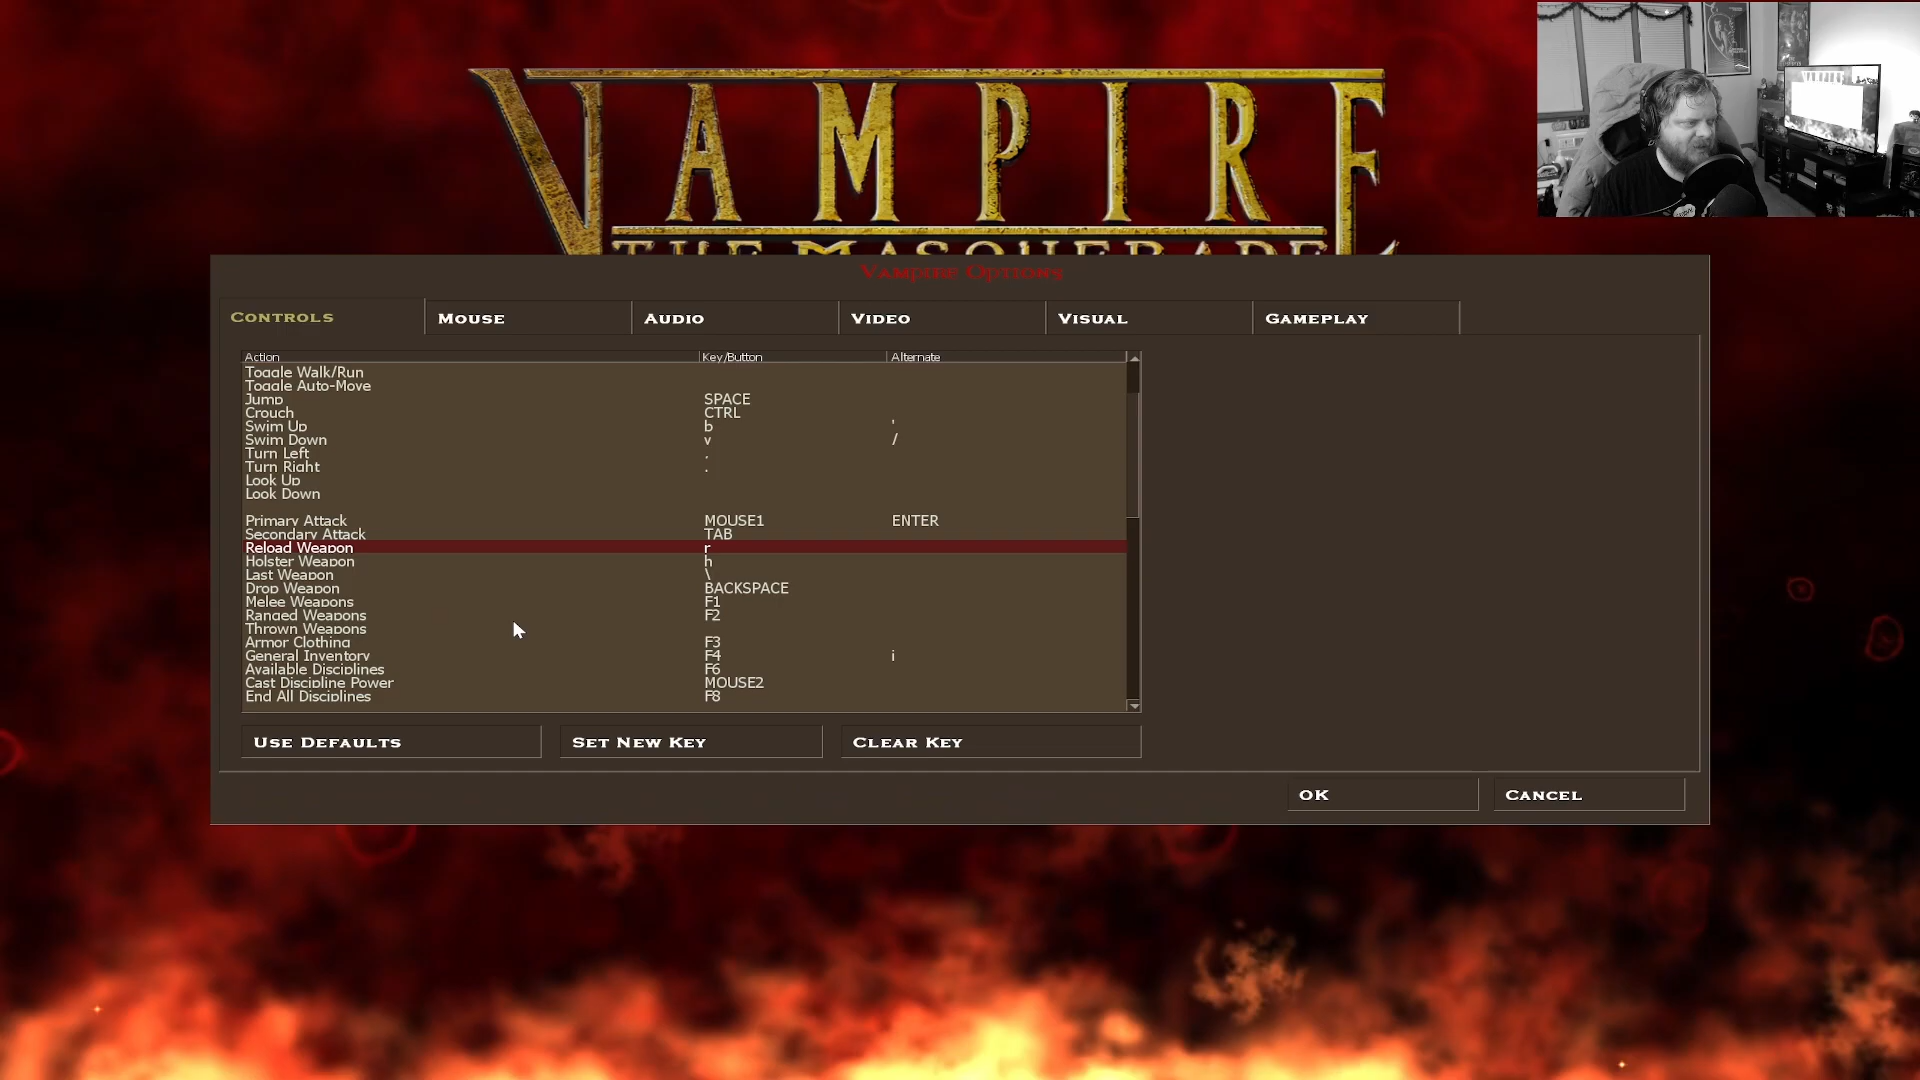 VAMPIRE
THE MASQUERADE
Vampire Options
Controls Mouse Audio Video Visual Gameplay
Action Key/Button Alternate
Toggle Walk/Run
Toggle Auto-Move
Jump SPACE
Crouch CTRL
Swim Up b '
Swim Down v /
Turn Left ,
Turn Right .
Look Up
Look Down
Primary Attack MOUSE1 ENTER
Secondary Attack TAB
Reload Weapon r
Holster Weapon h
Last Weapon \
Drop Weapon BACKSPACE
Melee Weapons F1
Ranged Weapons F2
Thrown Weapons
Armor Clothing F3
General Inventory F4 i
Available Disciplines F6
Cast Discipline Power MOUSE2
End All Disciplines F8
Use Defaults Set New Key Clear Key
OK Cancel